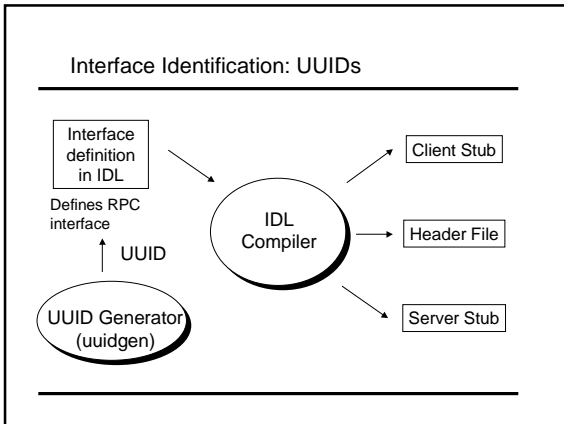 Interface Identification: UUIDs
Interface
definition
in IDL
Defines RPC
interface
UUID
UUID Generator
(uuidgen)
IDL
Compiler
Client Stub
Header File
Server Stub